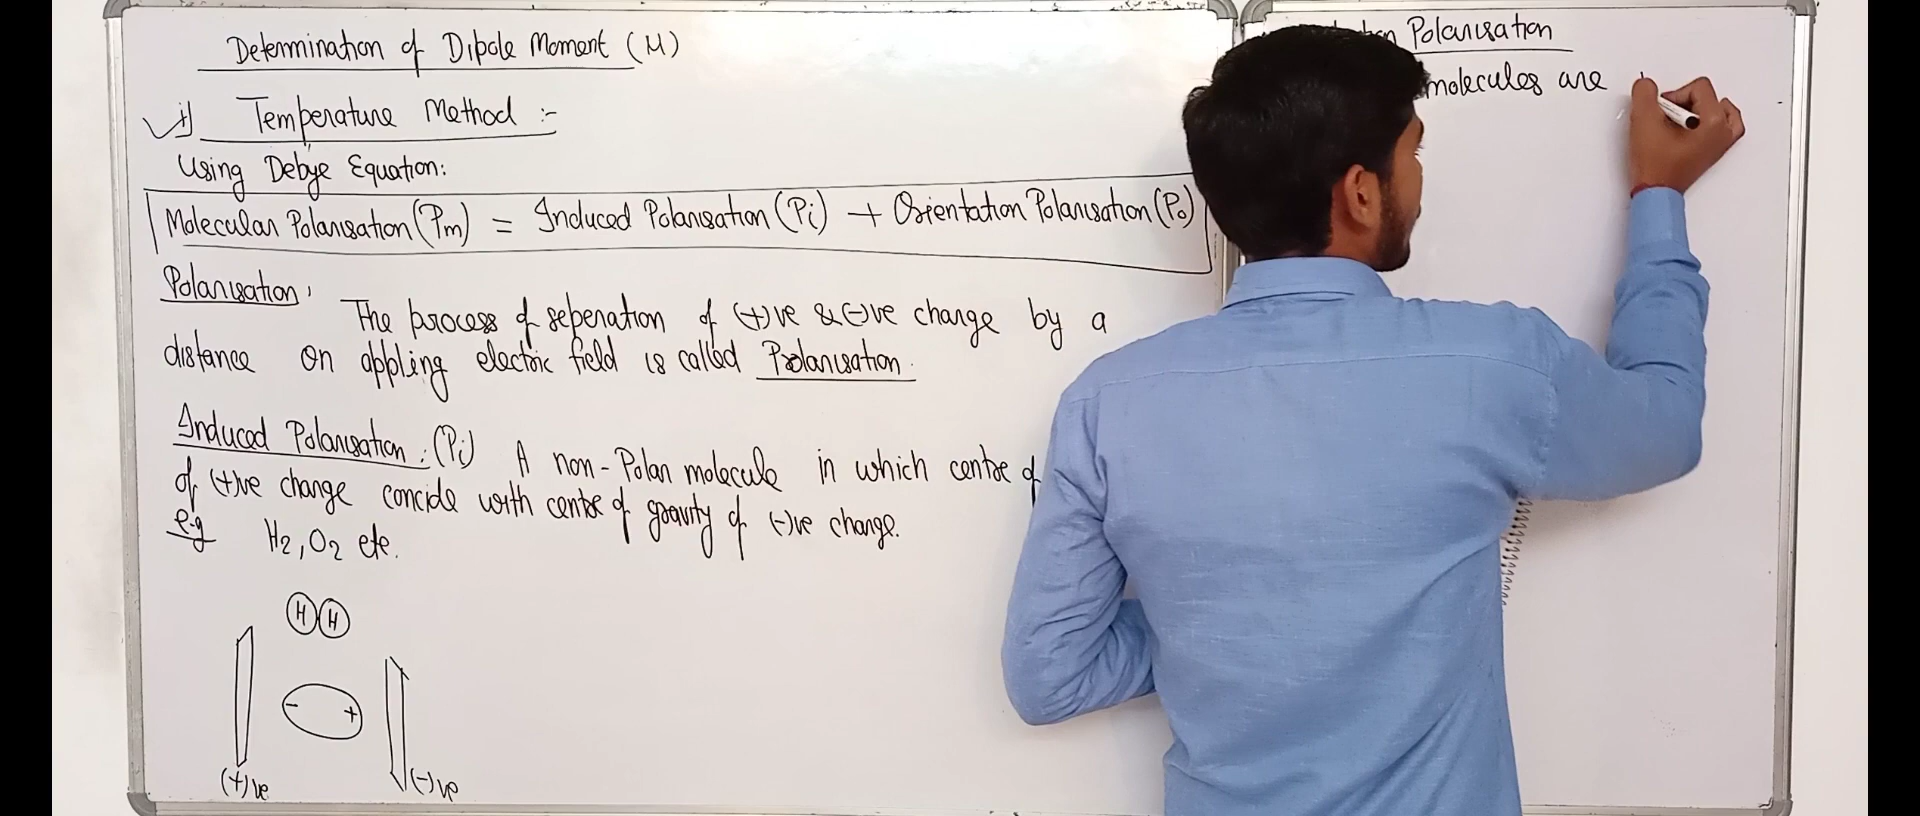 Determination of Dipole Moment (M)
1) Temperature Method :-
Using Debye Equation:
Molecular Polarisation (Pm) = Induced Polarisation (Pi) + Orientation Polarisation (Po)
Polarisation:
The process of seperation of (+)ve & (-)ve charge by a
distance on appling electric field is called Polarisation.
Induced Polarisation: (Pi) A non-Polar molecule in which centre of
of (+)ve charge concide with centre of gravity of (-)ve charge.
e.g H2, O2 etc.
H H
- +
(+)ve (-)ve
Polarisation
molecules are